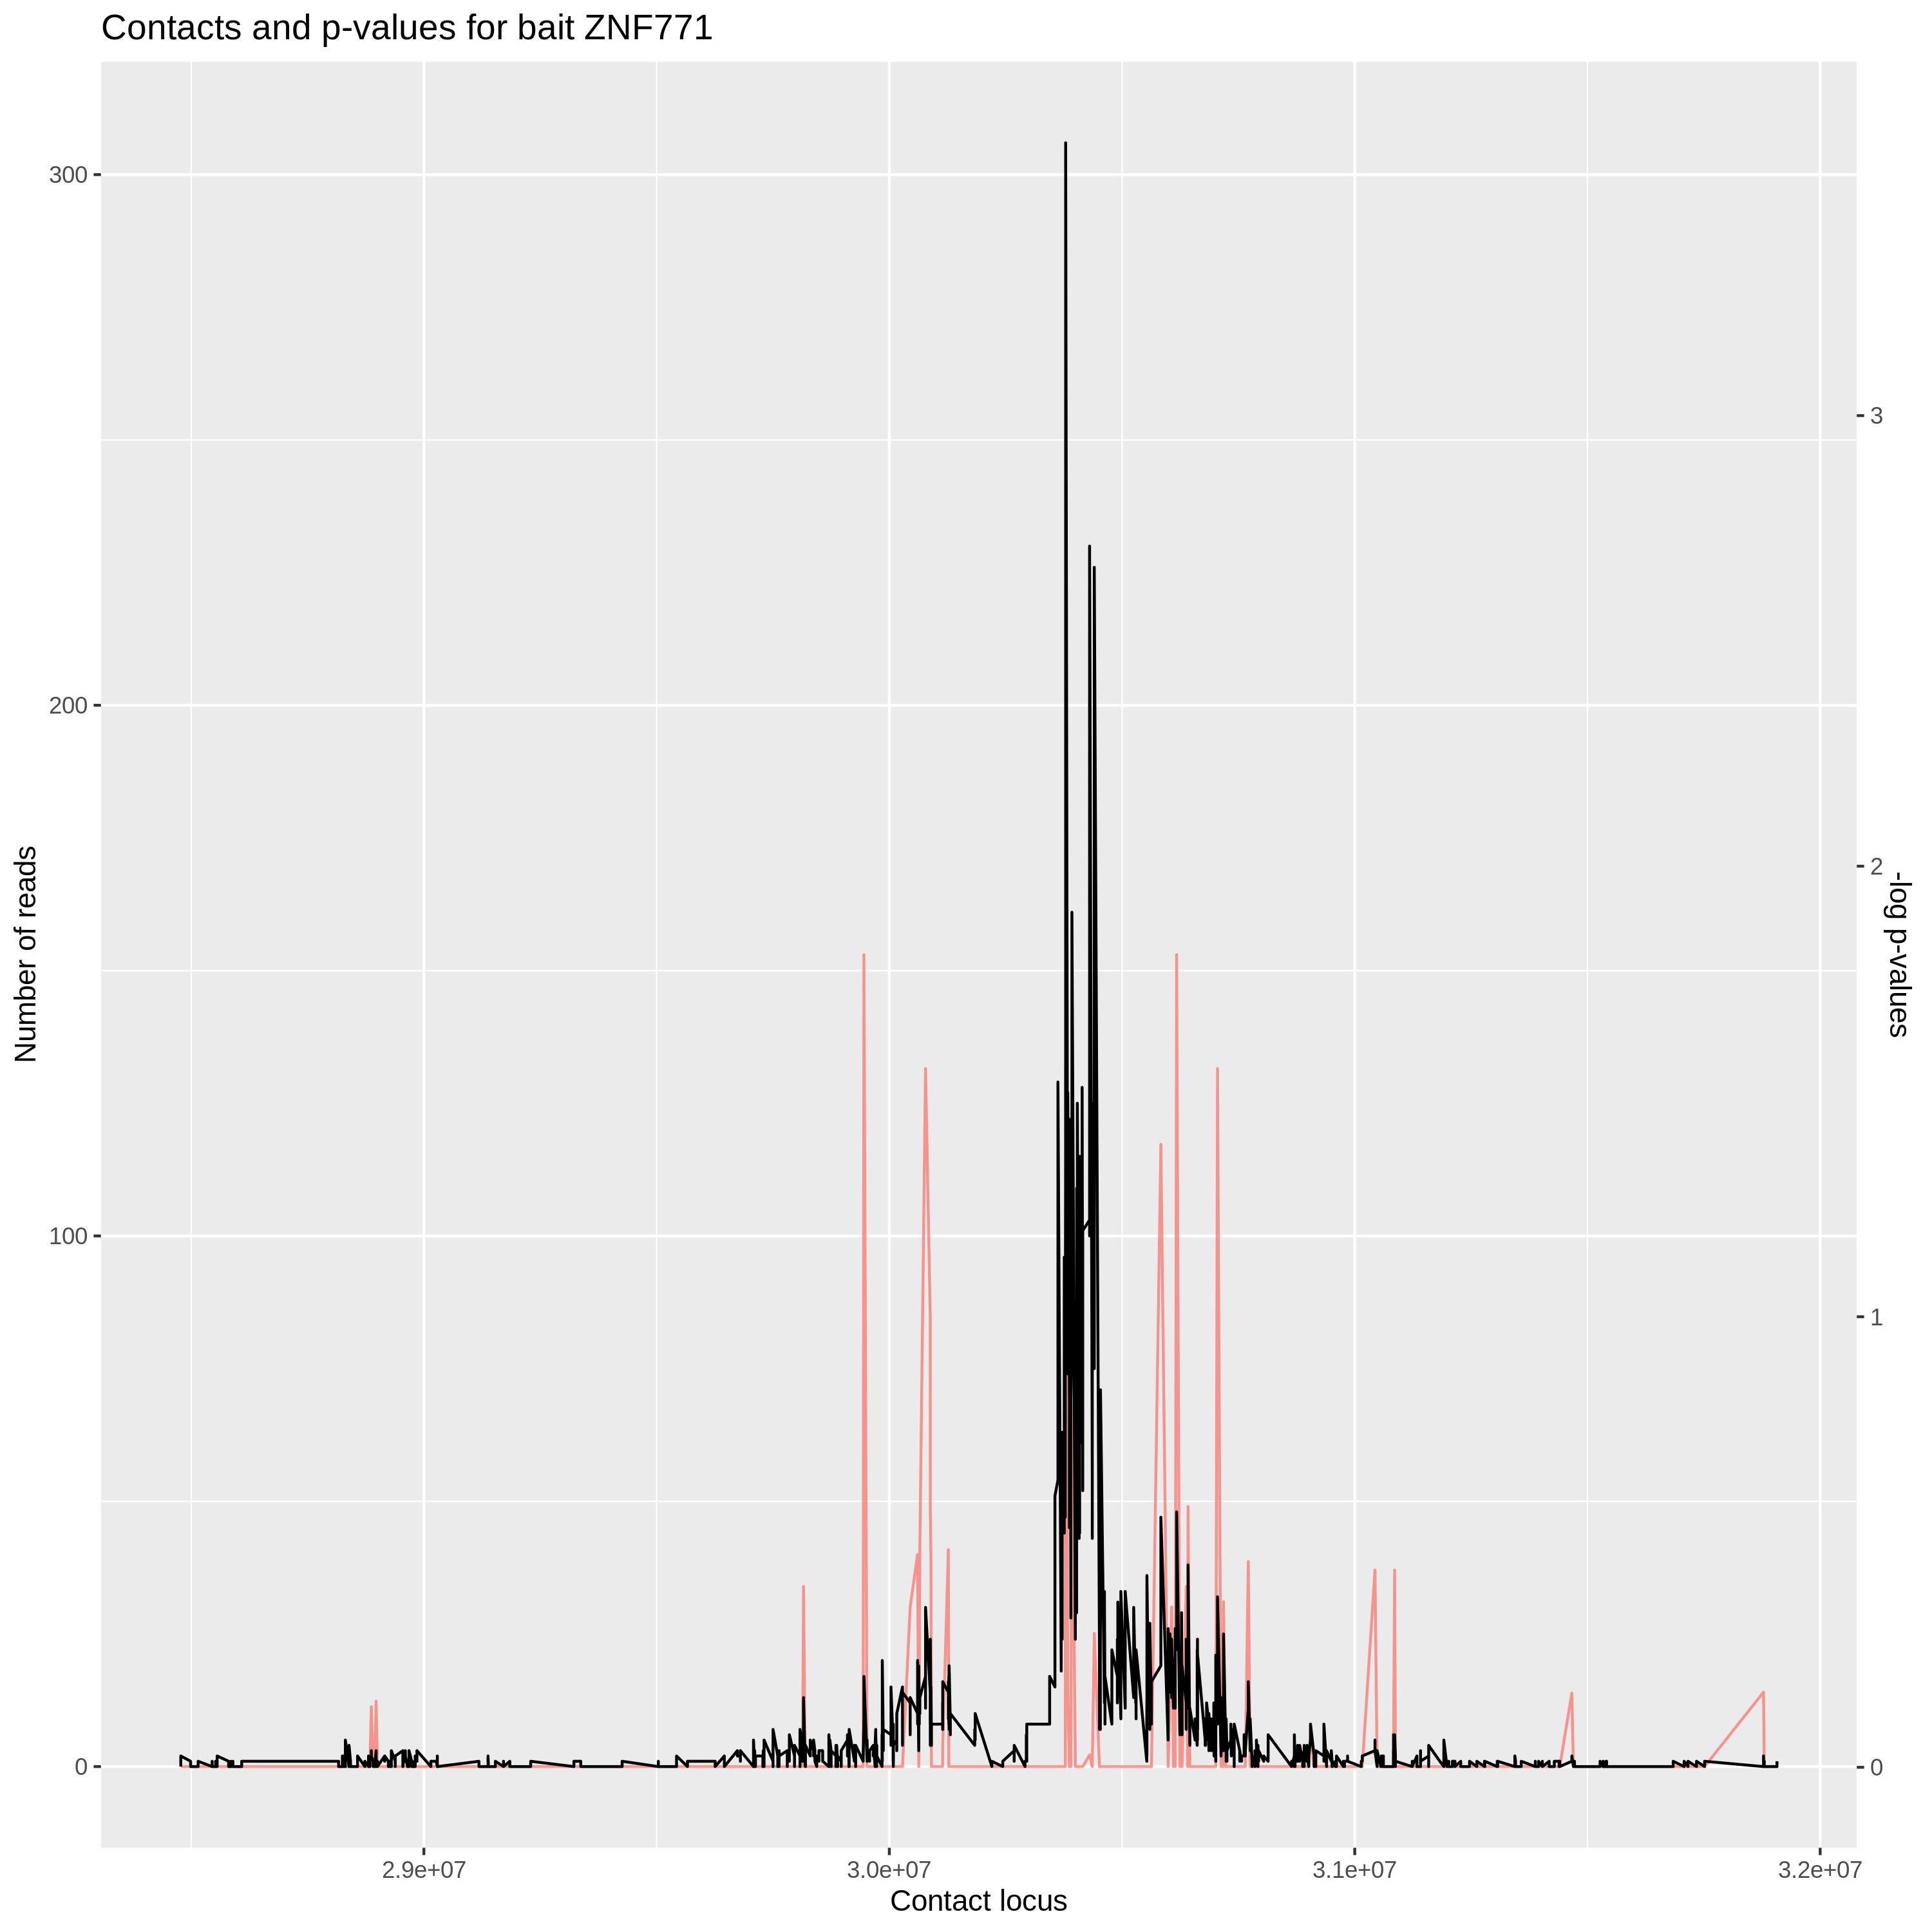 Contacts and p-values for bait ZNF771
300
200
100
0
Number of reads
3
2
1
0
-log p-values
2.9e+07 3.0e+07 3.1e+07 3.2e+07
Contact locus